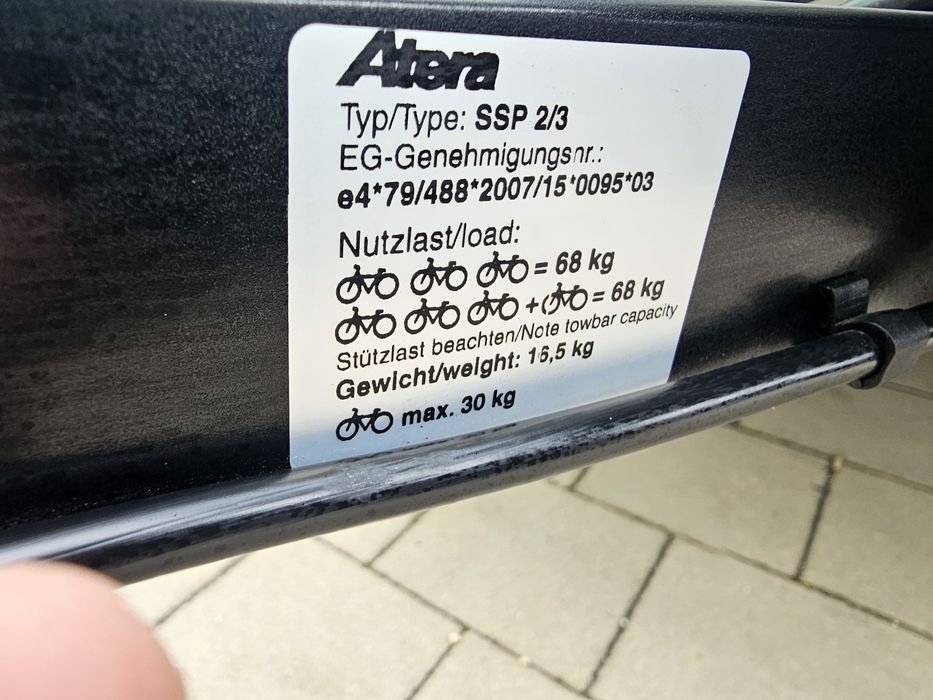 Atera
Typ/Type: SSP 2/3
EG-Genehmigungsnr.:
e4*79/488*2007/15*0095*03
Nutzlast/load:
= 68 kg
+( = 68 kg
Stützlast beachten/Note towbar capacity
Gewicht/weight: 16,5 kg
max. 30 kg